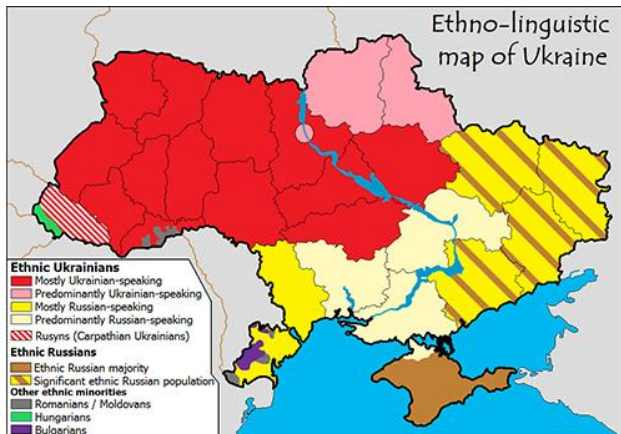 Ethno-linguistic
map of Ukraine
Ethnic Ukrainians
Mostly Ukrainian-speaking
Predominantly Ukrainian-speaking
Mostly Russian-speaking
Predominantly Russian-speaking
Rusyns (Carpathian Ukrainians)
Ethnic Russians
Ethnic Russian majority
Significant ethnic Russian population
Other ethnic minorities
Romanians / Moldovans
Hungarians
Bulgarians